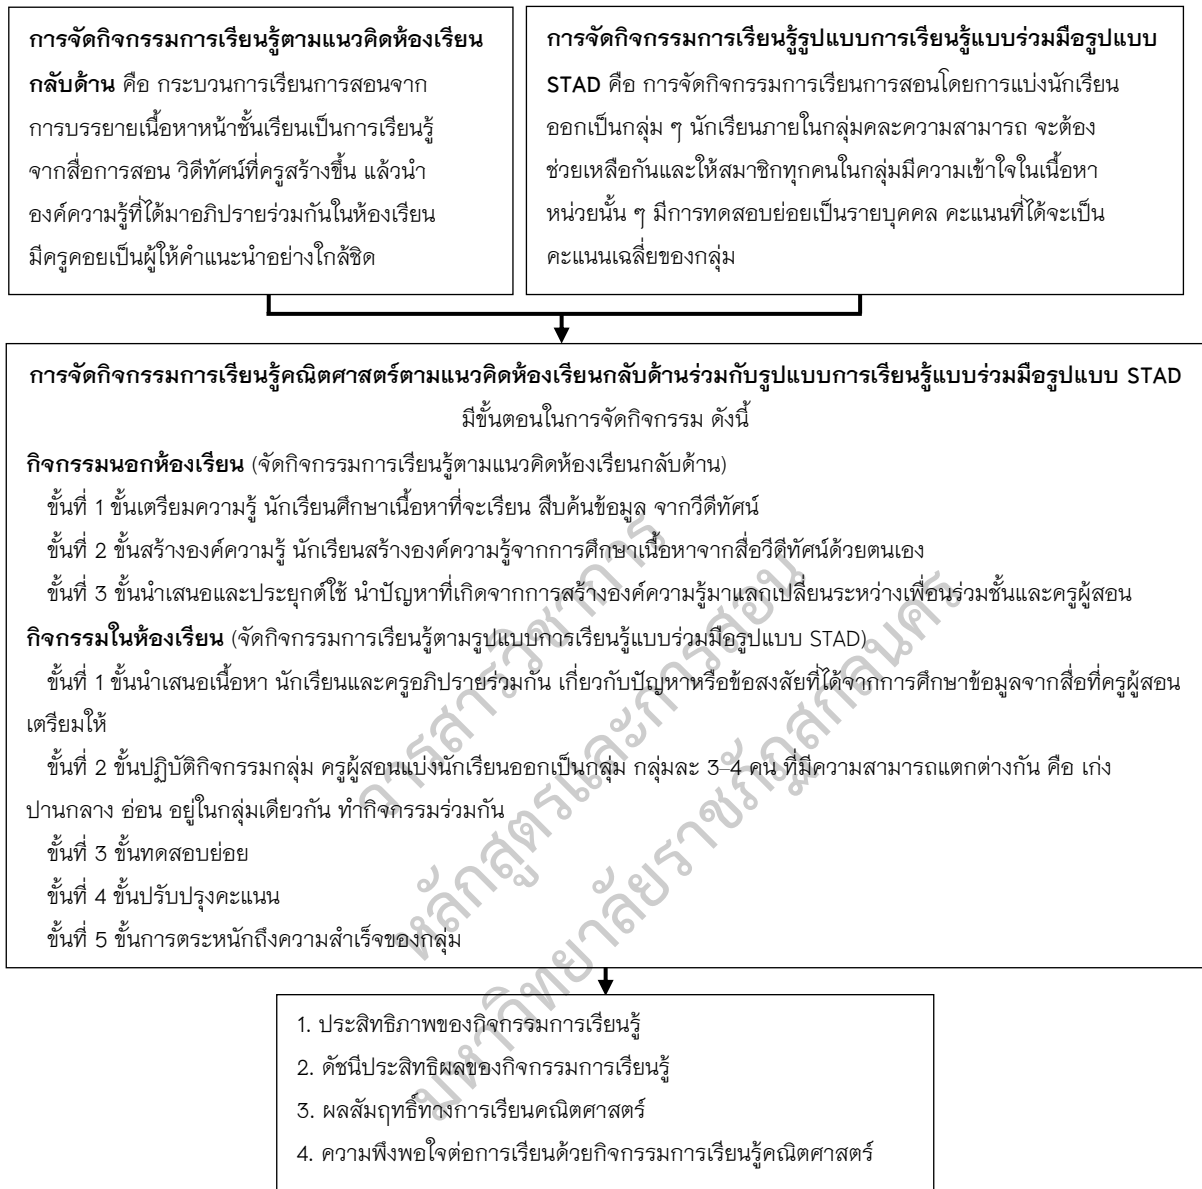 การจัดกิจกรรมการเรียนรู้ตามแนวคิดห้องเรียน
กลับด้าน คือ กระบวนการเรียนการสอนจาก
การบรรยายเนื้อหาหน้าชั้นเรียนเป็นการเรียนรู้
จากสื่อการสอน วิดีทัศน์ที่ครูสร้างขึ้น แล้วนำ
องค์ความรู้ที่ได้มาอภิปรายร่วมกันในห้องเรียน
มีครูคอยเป็นผู้ให้คำแนะนำอย่างใกล้ชิด
การจัดกิจกรรมการเรียนรู้รูปแบบการเรียนรู้แบบร่วมมือรูปแบบ
STAD คือ การจัดกิจกรรมการเรียนการสอนโดยการแบ่งนักเรียน
ออกเป็นกลุ่ม ๆ นักเรียนภายในกลุ่มคละความสามารถ จะต้อง
ช่วยเหลือกันและให้สมาชิกทุกคนในกลุ่มมีความเข้าใจในเนื้อหา
หน่วยนั้น ๆ มีการทดสอบย่อยเป็นรายบุคคล คะแนนที่ได้จะเป็น
คะแนนเฉลี่ยของกลุ่ม
การจัดกิจกรรมการเรียนรู้คณิตศาสตร์ตามแนวคิดห้องเรียนกลับด้านร่วมกับรูปแบบการเรียนรู้แบบร่วมมือรูปแบบ STAD
มีขั้นตอนในการจัดกิจกรรม ดังนี้
กิจกรรมนอกห้องเรียน (จัดกิจกรรมการเรียนรู้ตามแนวคิดห้องเรียนกลับด้าน)
ขั้นที่ 1 ขั้นเตรียมความรู้ นักเรียนศึกษาเนื้อหาที่จะเรียน สืบค้นข้อมูล จากวีดีทัศน์
ขั้นที่ 2 ขั้นสร้างองค์ความรู้ นักเรียนสร้างองค์ความรู้จากการศึกษาเนื้อหาจากสื่อวีดีทัศน์ด้วยตนเอง
ขั้นที่ 3 ขั้นนำเสนอและประยุกต์ใช้ นำปัญหาที่เกิดจากการสร้างองค์ความรู้มาแลกเปลี่ยนระหว่างเพื่อนร่วมชั้นและครูผู้สอน
กิจกรรมในห้องเรียน (จัดกิจกรรมการเรียนรู้ตามรูปแบบการเรียนรู้แบบร่วมมือรูปแบบ STAD)
ขั้นที่ 1 ขั้นนำเสนอเนื้อหา นักเรียนและครูอภิปรายร่วมกัน เกี่ยวกับปัญหาหรือข้อสงสัยที่ได้จากการศึกษาข้อมูลจากสื่อที่ครูผู้สอน
เตรียมให้
ขั้นที่ 2 ขั้นปฏิบัติกิจกรรมกลุ่ม ครูผู้สอนแบ่งนักเรียนออกเป็นกลุ่ม กลุ่มละ 3-4 คน ที่มีความสามารถแตกต่างกัน คือ เก่ง
ปานกลาง อ่อน อยู่ในกลุ่มเดียวกัน ทำกิจกรรมร่วมกัน
ขั้นที่ 3 ขั้นทดสอบย่อย
ขั้นที่ 4 ขั้นปรับปรุงคะแนน
ขั้นที่ 5 ขั้นการตระหนักถึงความสำเร็จของกลุ่ม
1. ประสิทธิภาพของกิจกรรมการเรียนรู้
2. ดัชนีประสิทธิผลของกิจกรรมการเรียนรู้
3. ผลสัมฤทธิ์ทางการเรียนคณิตศาสตร์
4. ความพึงพอใจต่อการเรียนด้วยกิจกรรมการเรียนรู้คณิตศาสตร์
วารสารวิชาการ
หลักสูตรและการสอน
มหาวิทยาลัยราชภัฏสกลนคร